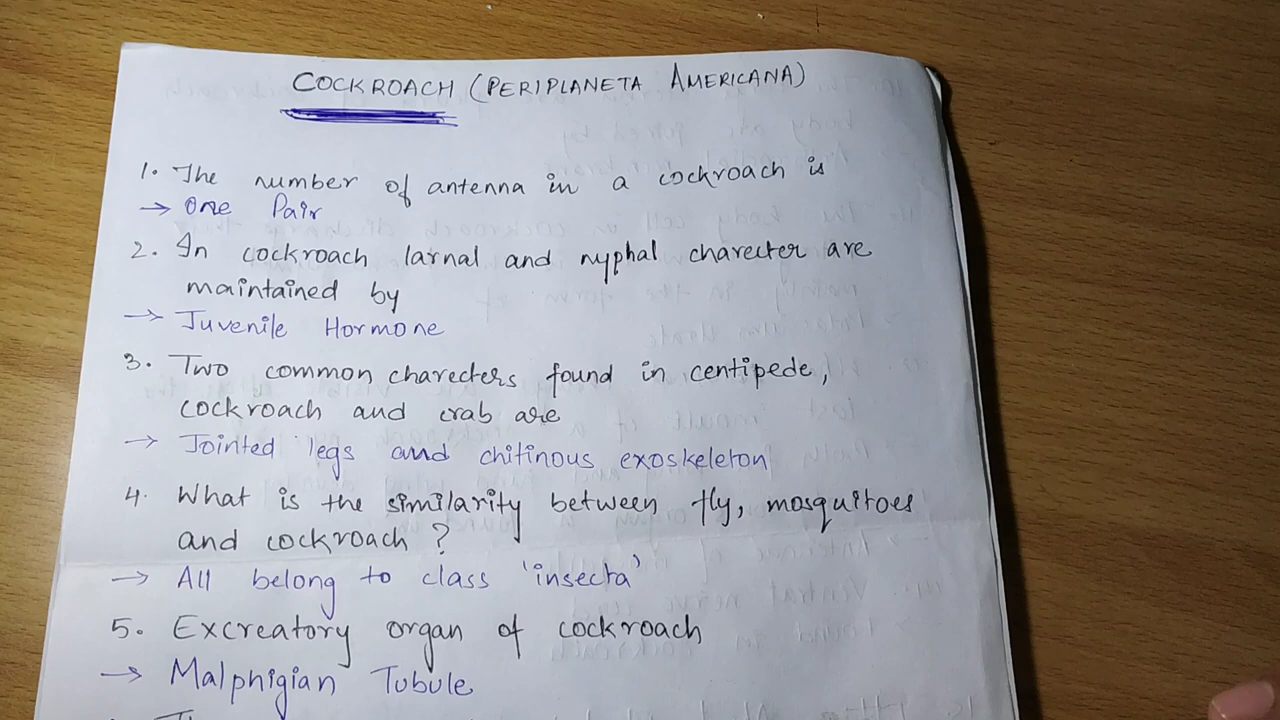 COCKROACH (PERIPLANETA AMERICANA)
1. The number of antenna in a cockroach is
→ One Pair
2. In cockroach larnal and nyphal charecter are
maintained by
→ Juvenile Hormone
3. Two common charecters found in centipede,
cockroach and crab are
→ Jointed legs and chitinous exoskeleton
4. What is the similarity between fly, mosquitoes
and cockroach ?
→ All belong to class 'insecta'
5. Excreatory organ of cockroach
→ Malphigian Tubule